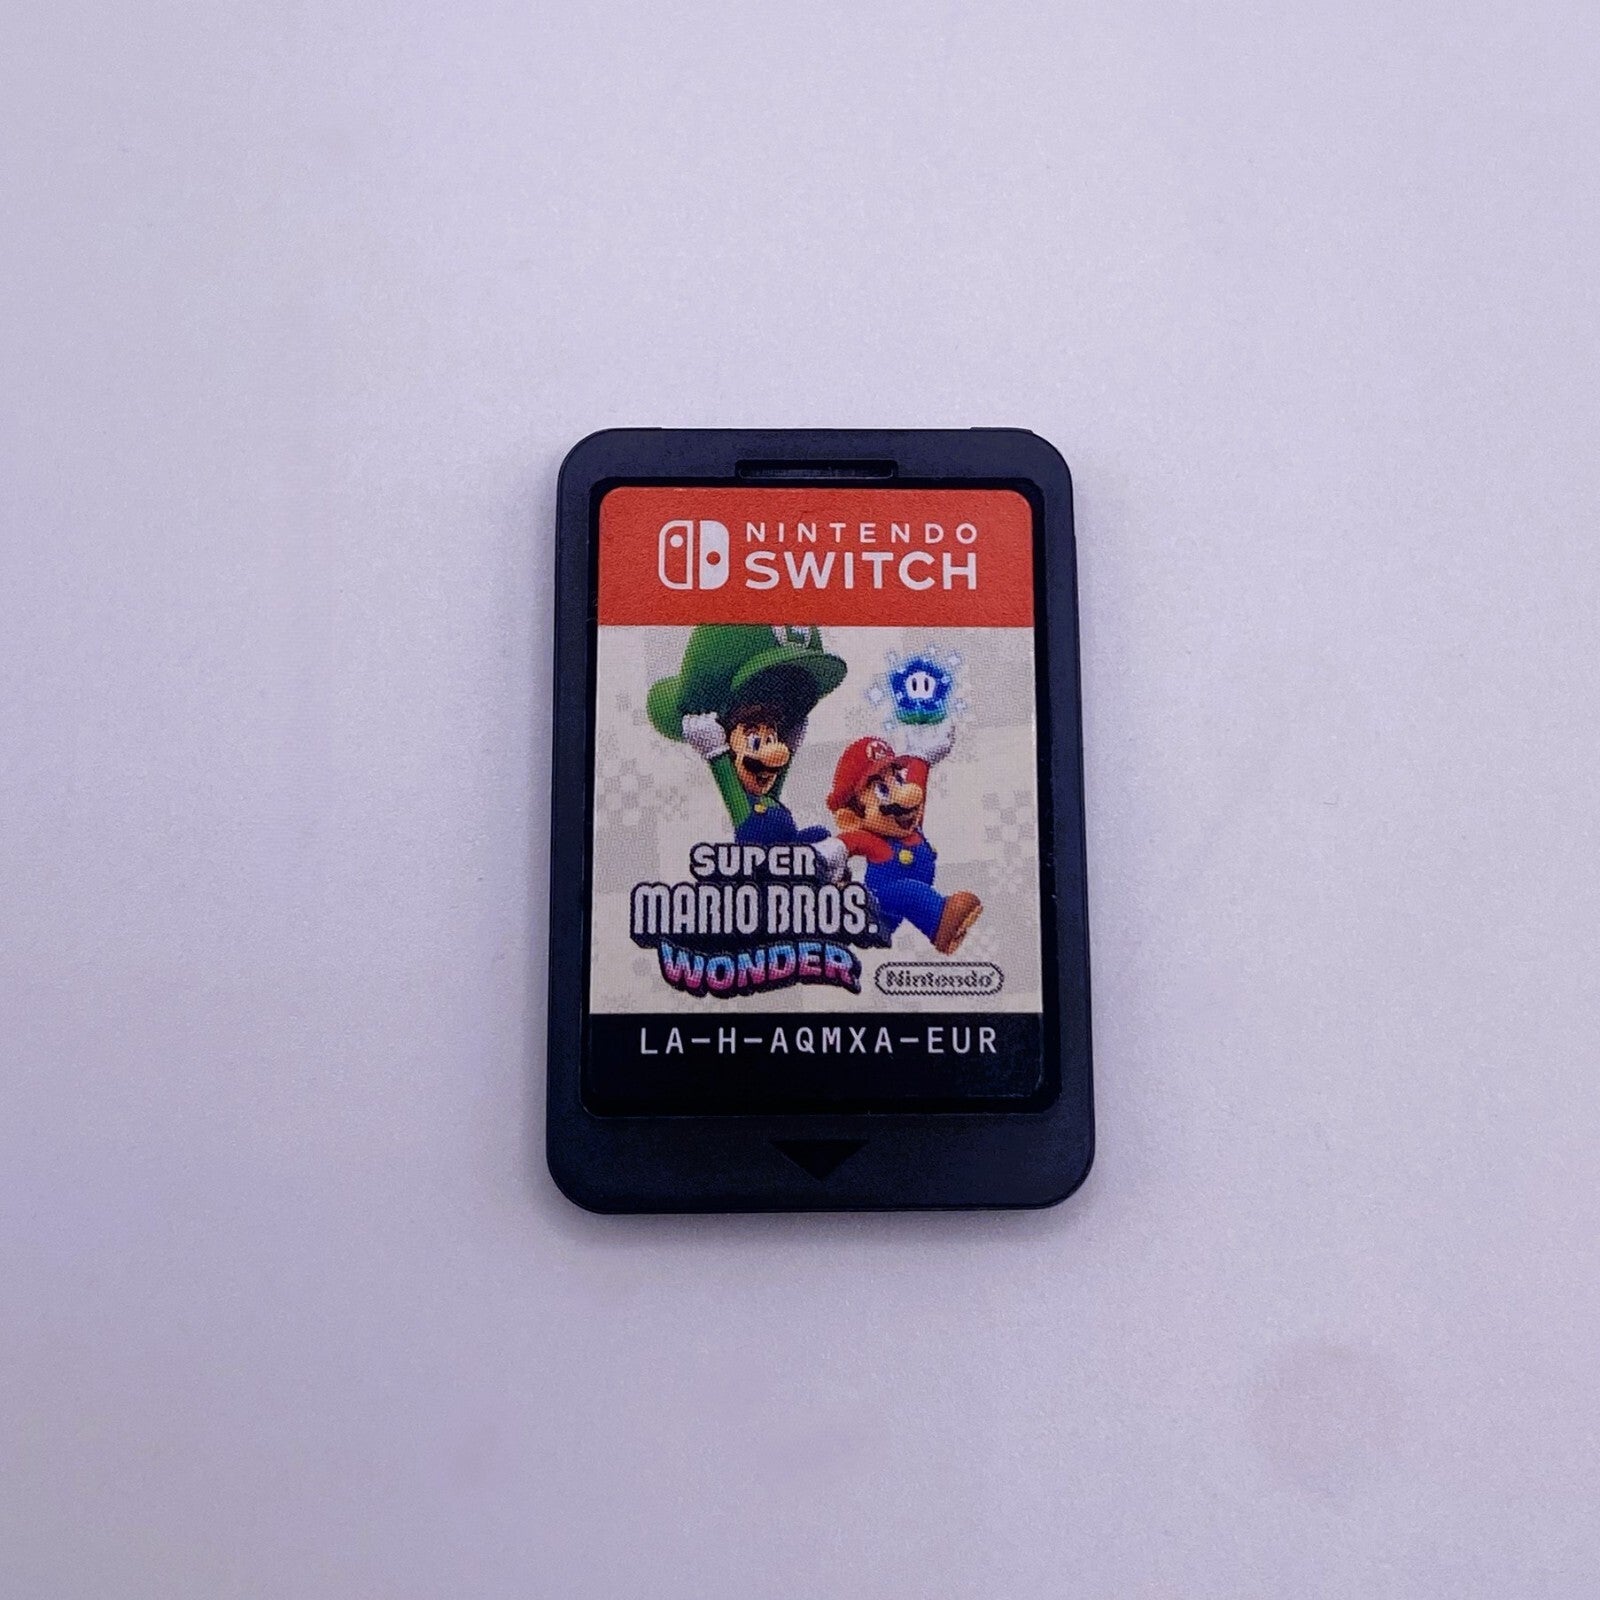 NINTENDO
SWITCH
L
M
SUPER
MARIO BROS.
WONDER
Nintendo
LA-H-AQMXA-EUR